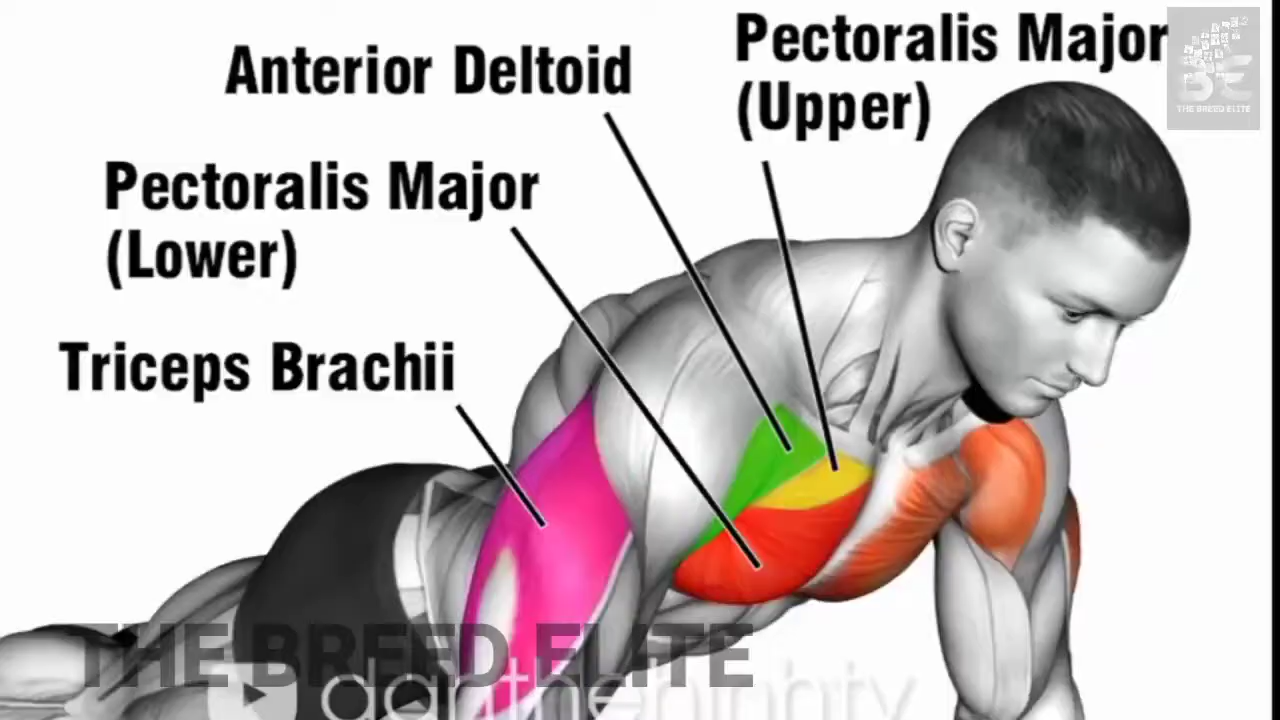 Pectoralis Major
(Upper)
Anterior Deltoid
Pectoralis Major
(Lower)
Triceps Brachii
THE BREED ELITE
THE BREED ELITE